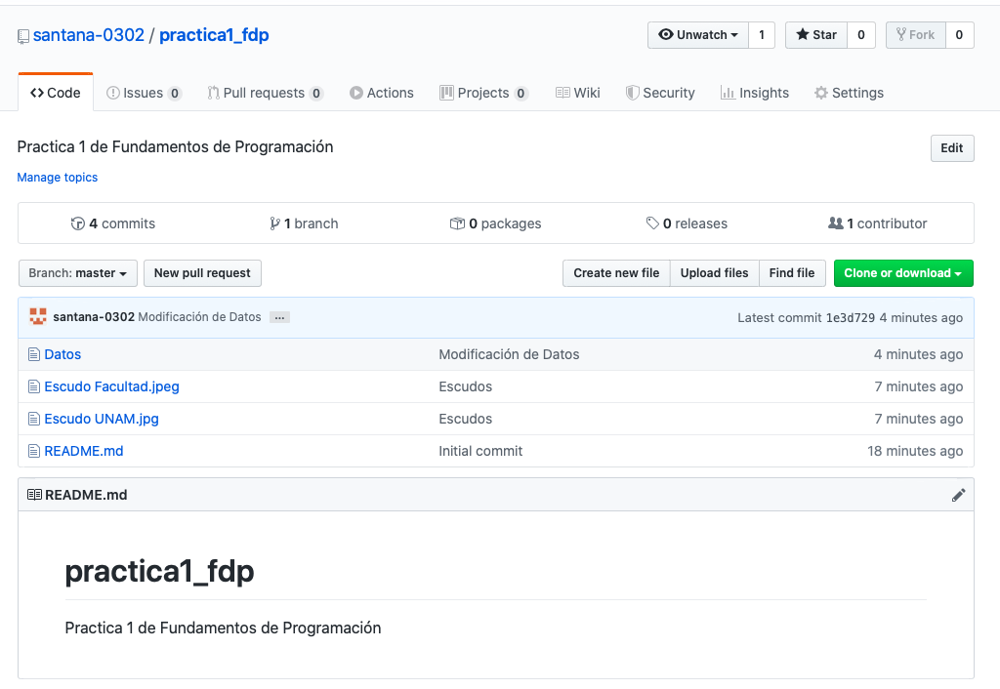 santana-0302 / practica1_fdp
Unwatch 1 Star 0 Fork 0
Code Issues 0 Pull requests 0 Actions Projects 0 Wiki Security Insights Settings
Practica 1 de Fundamentos de Programación Edit
Manage topics
4 commits 1 branch 0 packages 0 releases 1 contributor
Branch: master New pull request Create new file Upload files Find file Clone or download
santana-0302 Modificación de Datos ... Latest commit 1e3d729 4 minutes ago
Datos Modificación de Datos 4 minutes ago
Escudo Facultad.jpeg Escudos 7 minutes ago
Escudo UNAM.jpg Escudos 7 minutes ago
README.md Initial commit 18 minutes ago
README.md
practica1_fdp
Practica 1 de Fundamentos de Programación